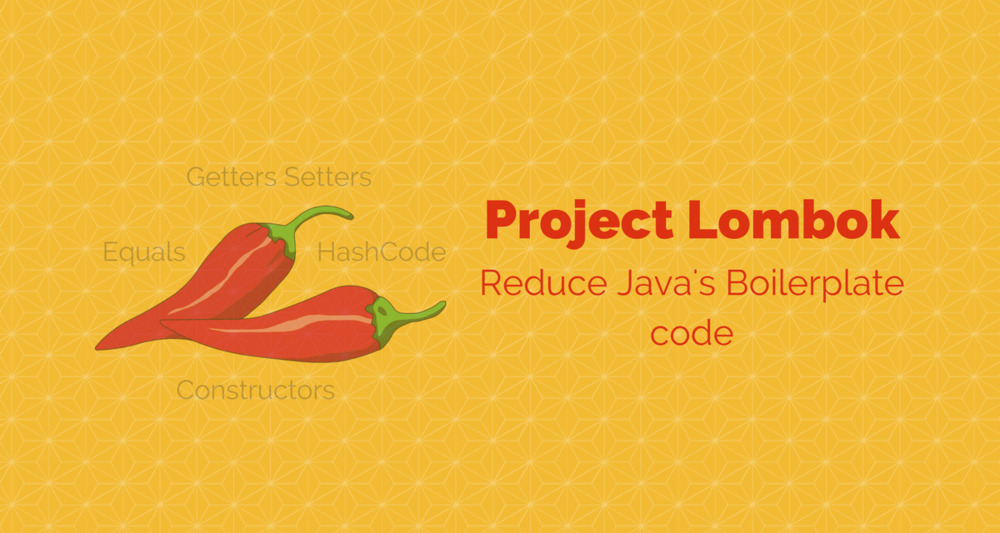 Getters Setters
Equals
HashCode
Constructors
Project Lombok
Reduce Java's Boilerplate
code